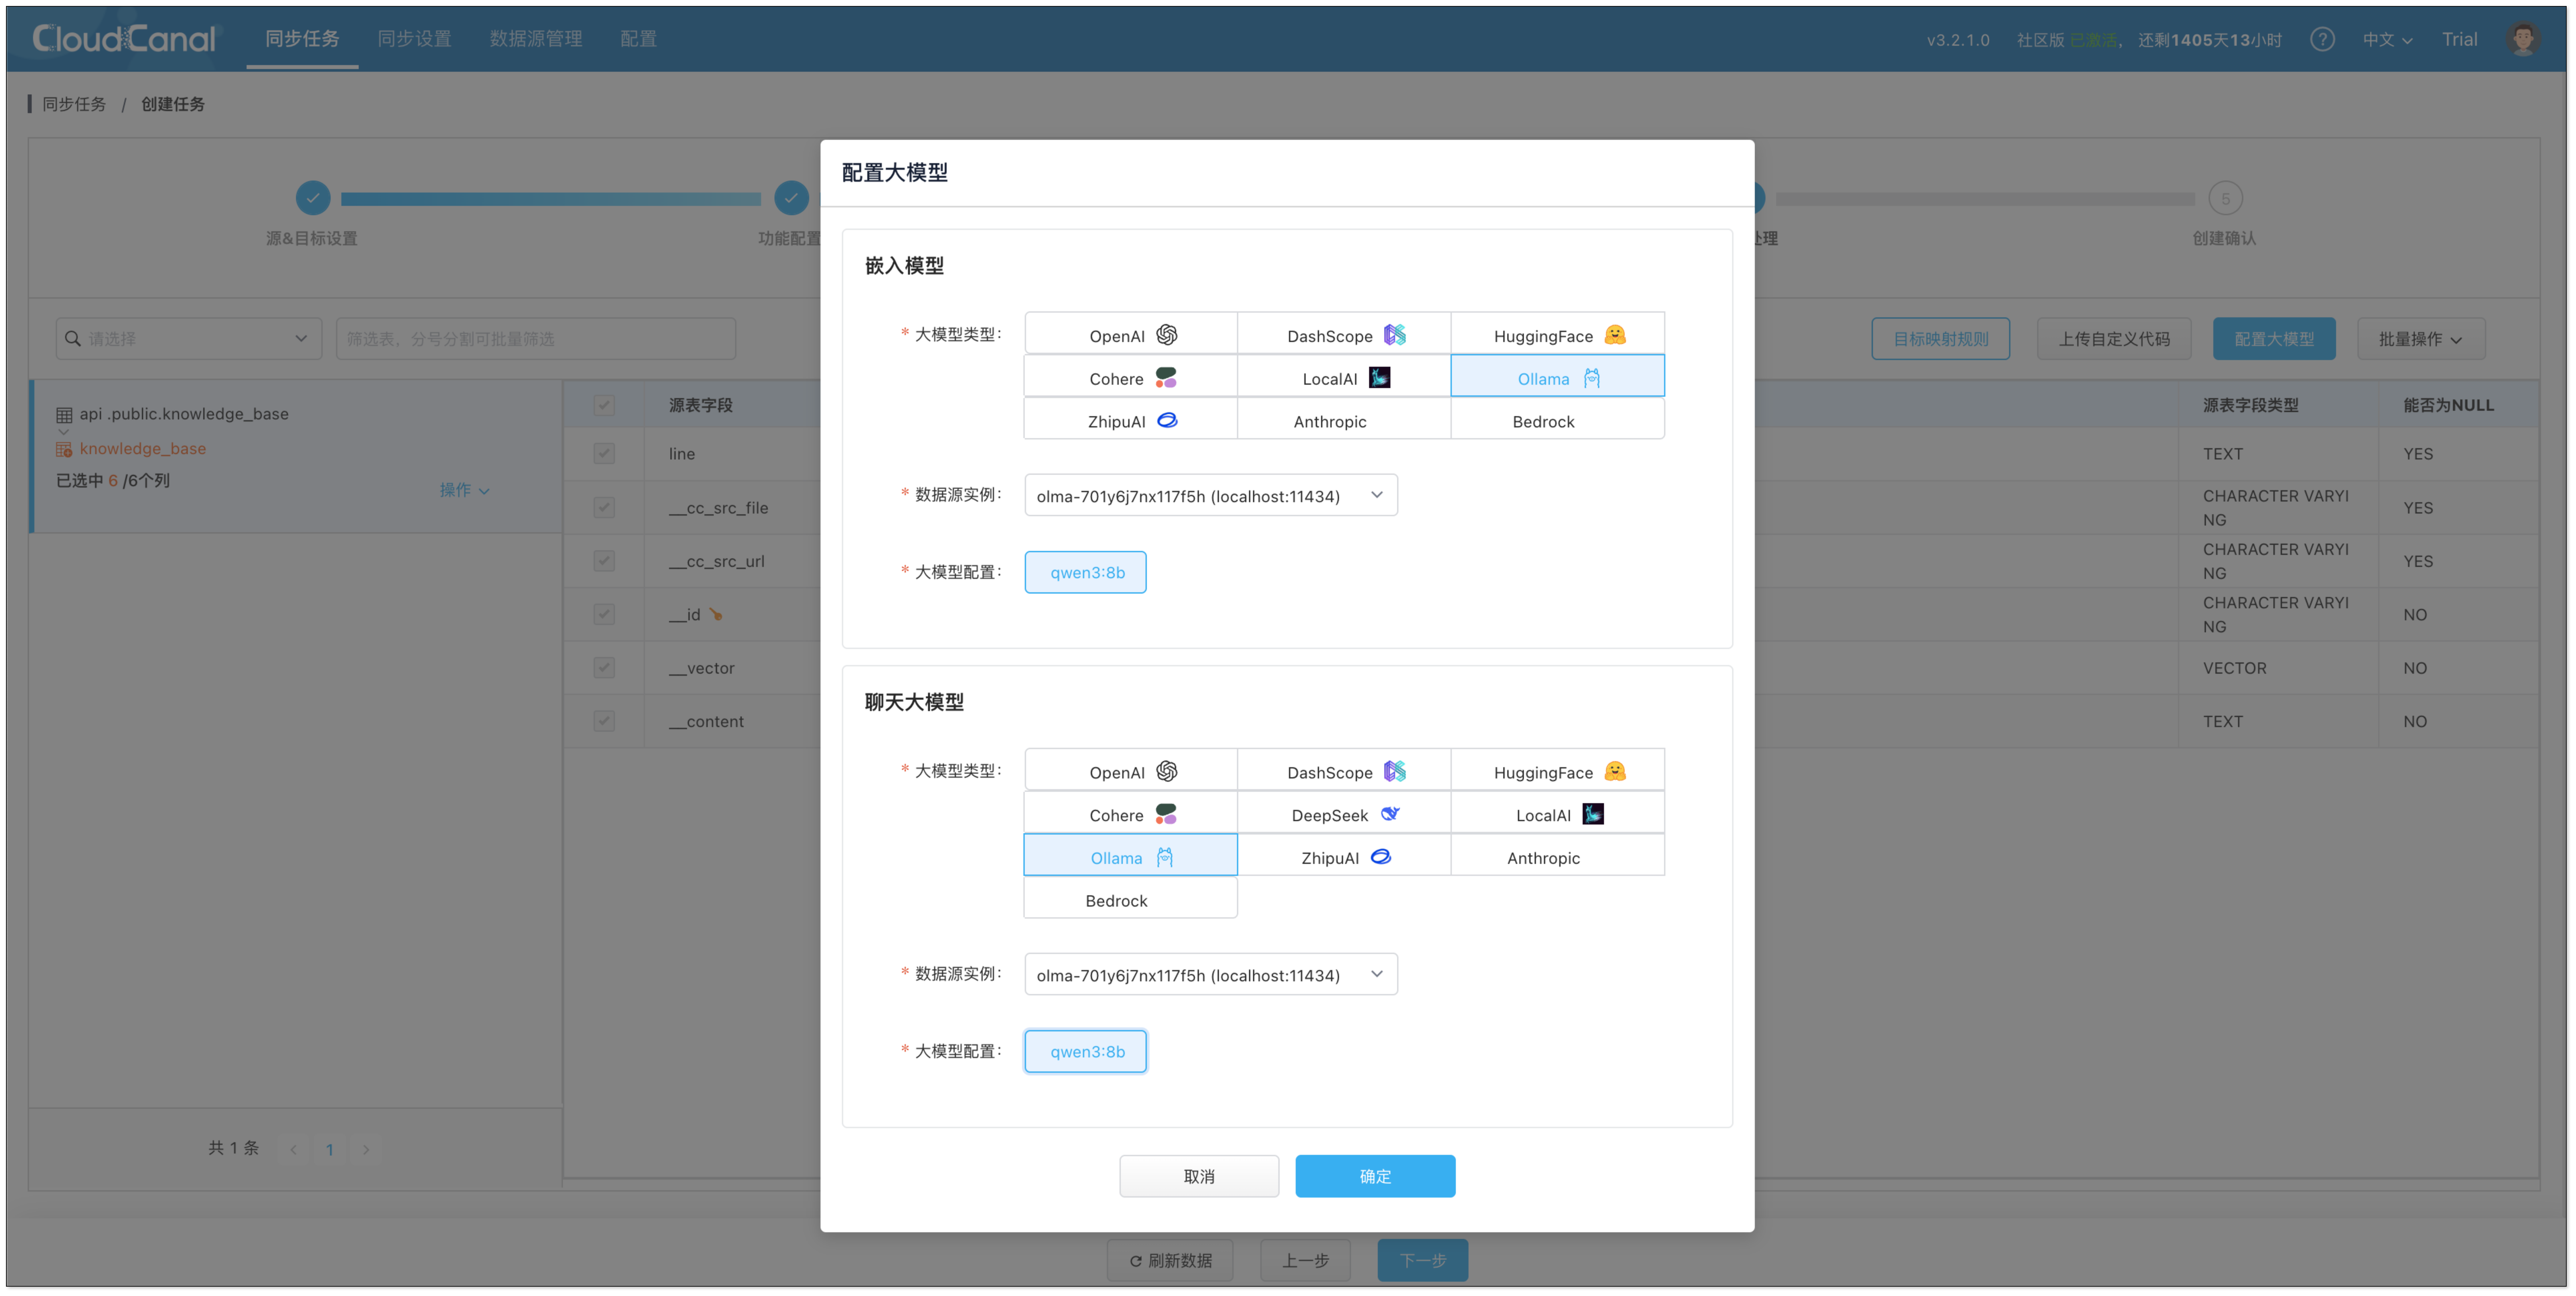 CloudCanal 同步任务 同步设置 数据源管理 配置 v3.2.1.0 社区版 已激活， 还剩1405天13小时 ? 中文 Trial
同步任务 / 创建任务
配置大模型
源&目标设置 功能配置 处理 5 创建确认
请选择 筛选表，分号分割可批量筛选 目标映射规则 上传自定义代码 配置大模型 批量操作
api .public.knowledge_base
knowledge_base
已选中 6 /6个列 操作
源表字段 源表字段类型 能否为NULL
line TEXT YES
__cc_src_file CHARACTER VARYI
NG YES
__cc_src_url CHARACTER VARYI
NG YES
__id CHARACTER VARYI
NG NO
__vector VECTOR NO
__content TEXT NO
嵌入模型
* 大模型类型： OpenAI DashScope HuggingFace
Cohere LocalAI Ollama
ZhipuAI Anthropic Bedrock
* 数据源实例： olma-701y6j7nx117f5h (localhost:11434)
* 大模型配置： qwen3:8b
聊天大模型
* 大模型类型： OpenAI DashScope HuggingFace
Cohere DeepSeek LocalAI
Ollama ZhipuAI Anthropic
Bedrock
* 数据源实例： olma-701y6j7nx117f5h (localhost:11434)
* 大模型配置： qwen3:8b
取消 确定
共 1 条 < 1 >
刷新数据 上一步 下一步